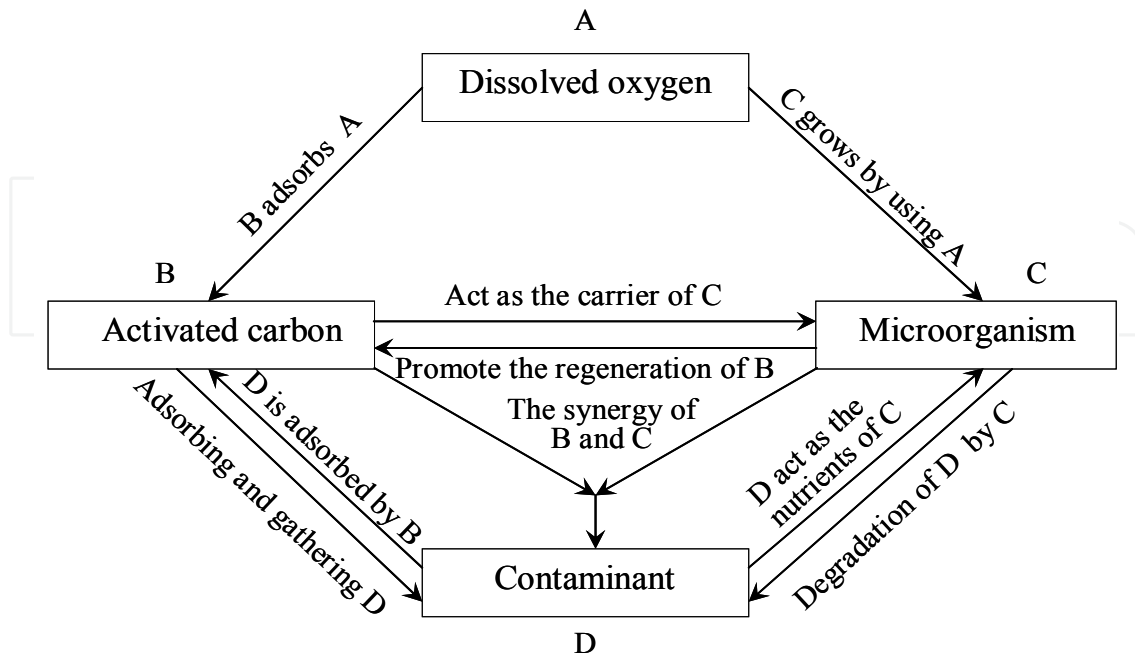 A
Dissolved oxygen
B adsorbs A
C grows by using A
B
C
Activated carbon
Act as the carrier of C
Microorganism
Promote the regeneration of B
The synergy of
B and C
Adsorbing and gathering D
D is adsorbed by B
D act as the
nutrients of C
Degradation of D by C
Contaminant
D